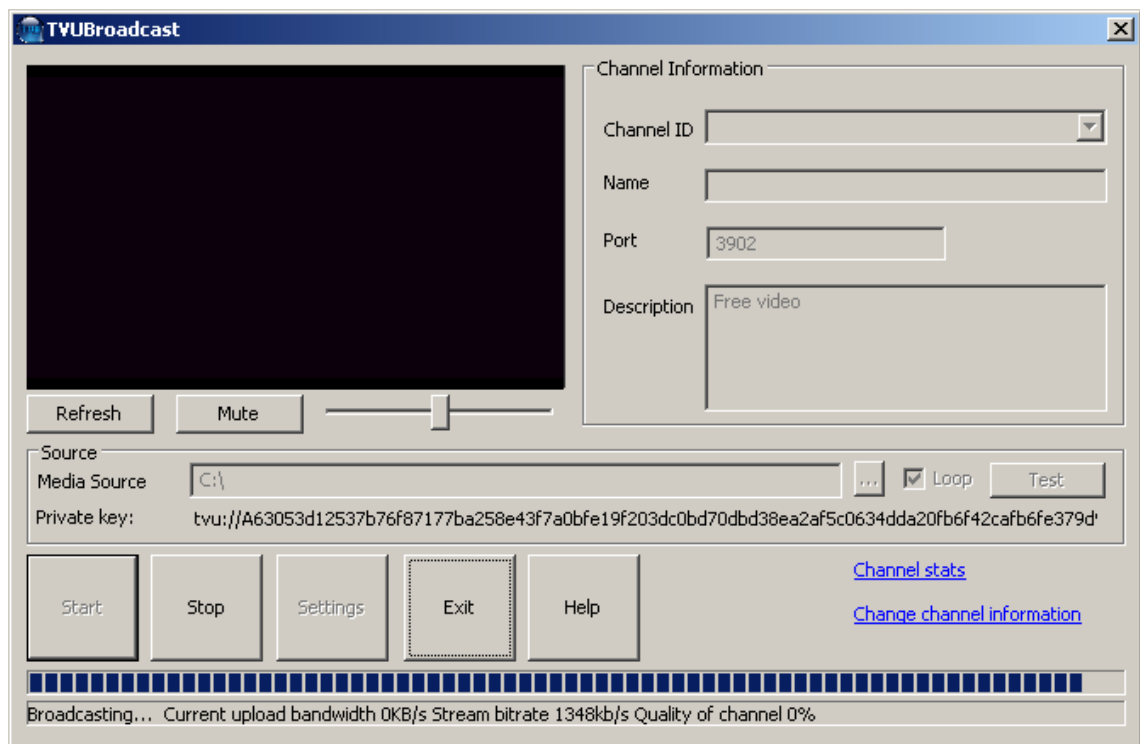 TVUBroadcast
Channel Information
Channel ID
Name
Port 3902
Description Free video
Refresh Mute
Source
Media Source C:\ ... Loop Test
Private key: tvu://A63053d12537b76f87177ba258e43f7a0bfe19f203dc0bd70dbd38ea2af5c0634dda20fb6f42cafb6fe379d
Channel stats
Start Stop Settings Exit Help
Change channel information
Broadcasting... Current upload bandwidth 0KB/s Stream bitrate 1348kb/s Quality of channel 0%